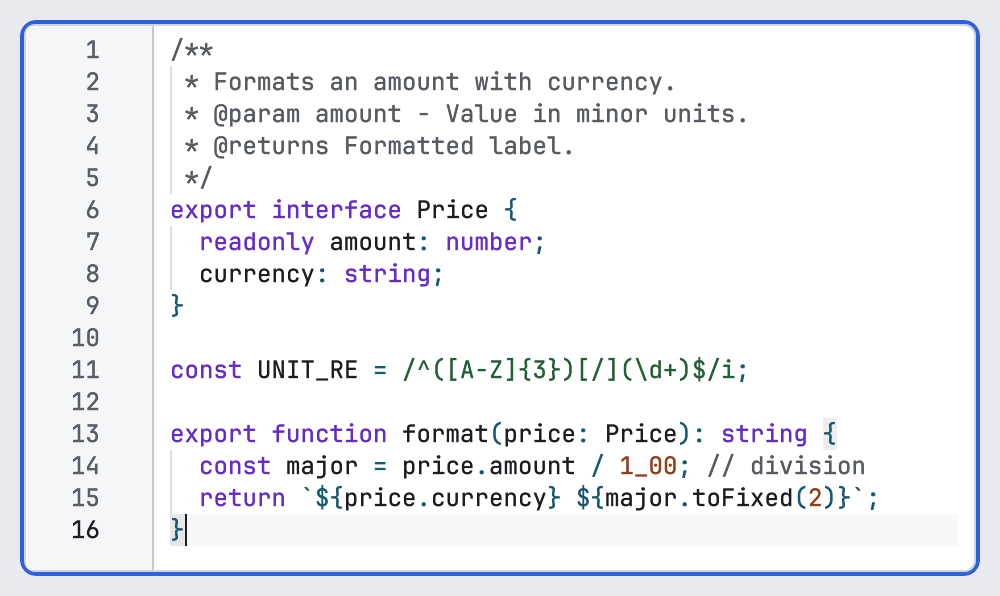 1 /**
2  * Formats an amount with currency.
3  * @param amount - Value in minor units.
4  * @returns Formatted label.
5  */
6 export interface Price {
7   readonly amount: number;
8   currency: string;
9 }
10
11 const UNIT_RE = /^([A-Z]{3})[/](\d+)$/i;
12
13 export function format(price: Price): string {
14   const major = price.amount / 1_00; // division
15   return `${price.currency} ${major.toFixed(2)}`;
16 }